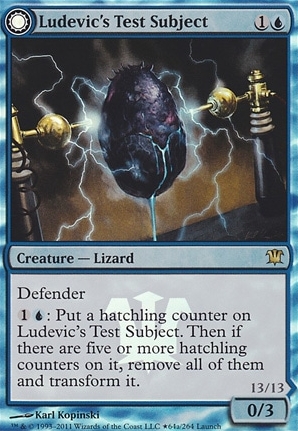 Ludevic's Test Subject 1
Creature — Lizard
Defender
1 : Put a hatchling counter on
Ludevic's Test Subject. Then if
there are five or more hatchling
counters on it, remove all of them
and transform it.
13/13
Karl Kopinski
0/3
™ & © 1993–2011 Wizards of the Coast LLC ★64a/264 Launch